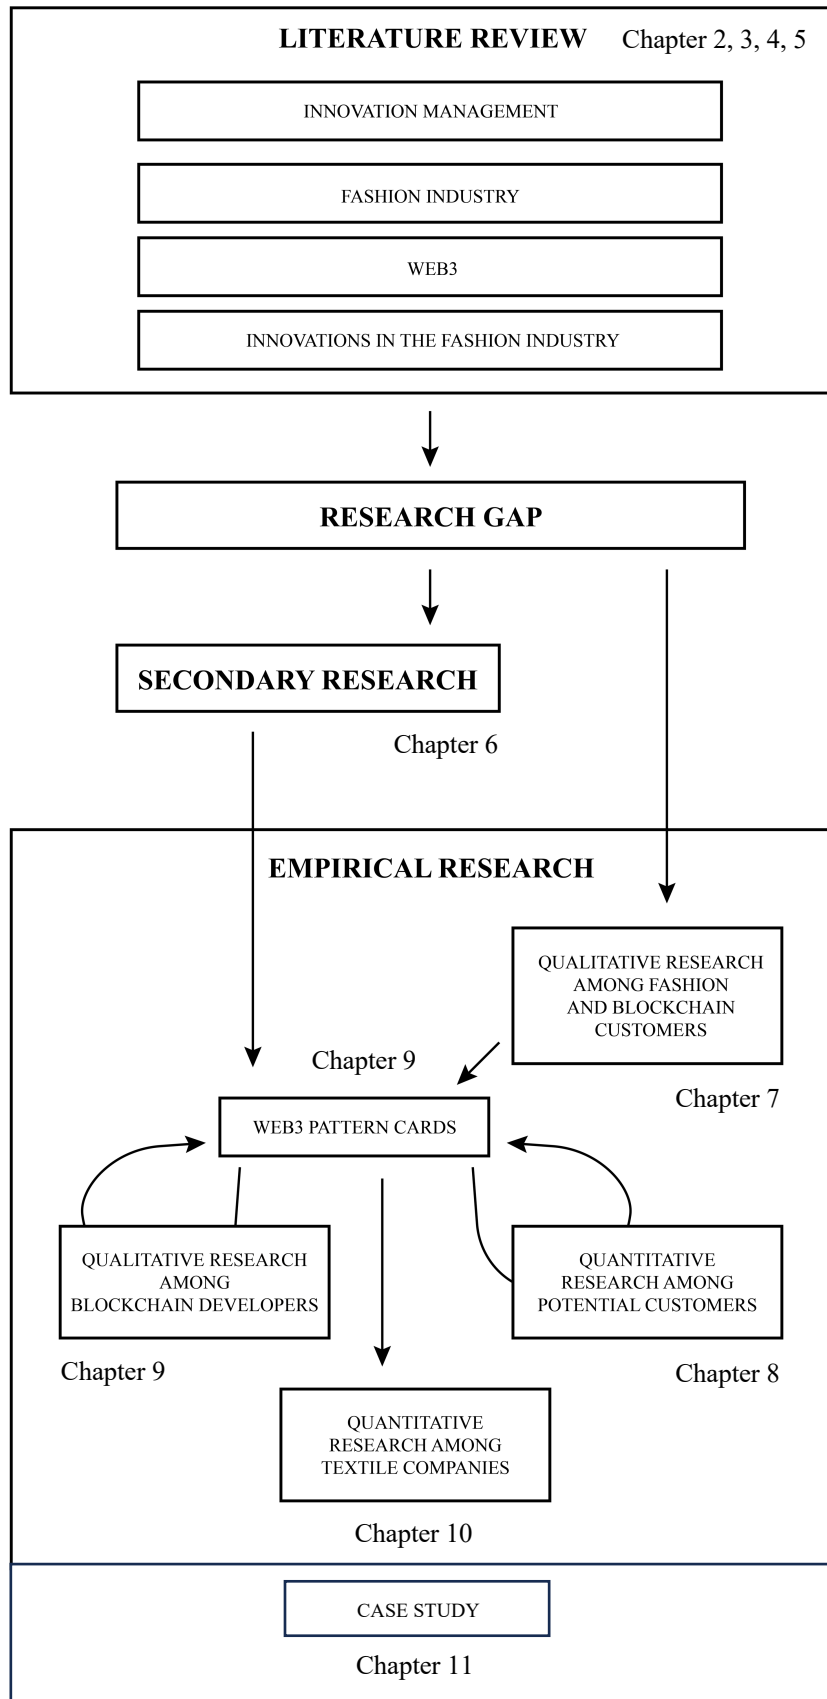 LITERATURE REVIEW Chapter 2, 3, 4, 5
INNOVATION MANAGEMENT
FASHION INDUSTRY
WEB3
INNOVATIONS IN THE FASHION INDUSTRY
RESEARCH GAP
SECONDARY RESEARCH
Chapter 6
EMPIRICAL RESEARCH
QUALITATIVE RESEARCH
AMONG FASHION
AND BLOCKCHAIN
CUSTOMERS
Chapter 7
Chapter 9
WEB3 PATTERN CARDS
QUALITATIVE RESEARCH
AMONG
BLOCKCHAIN DEVELOPERS
Chapter 9
QUANTITATIVE
RESEARCH AMONG
POTENTIAL CUSTOMERS
Chapter 8
QUANTITATIVE
RESEARCH AMONG
TEXTILE COMPANIES
Chapter 10
CASE STUDY
Chapter 11